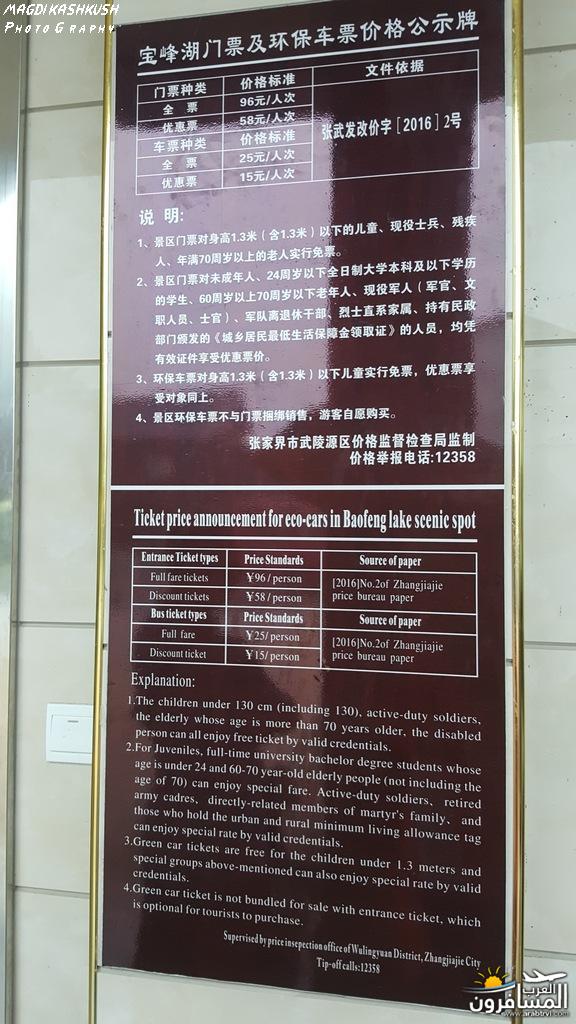 MAGDI KASHKUSH
PHOTOGRAPHY
宝峰湖门票及环保车票价格公示牌
门票种类 价格标准 文件依据
全 票 96元/人次
优惠票 58元/人次
车票种类 价格标准 张武发改价字[2016]2号
全 票 25元/人次
优惠票 15元/人次
说 明:
1、景区门票对身高1.3米(含1.3米)以下的儿童、现役士兵、残疾
人、年满70周岁以上的老人实行免票。
2、景区门票对未成年人、24周岁以下全日制大学本科及以下学历
的学生、60周岁以上70周岁以下老年人、现役军人(军官、文
职人员、士官)、军队离退休干部、烈士直系家属、持有民政
部门颁发的《城乡居民最低生活保障金领取证》的人员,均凭
有效证件享受优惠票价。
3、环保车票对身高1.3米(含1.3米)以下儿童实行免票,优惠票享
受对象同上。
4、景区环保车票不与门票捆绑销售,游客自愿购买。
张家界市武陵源区价格监督检查局监制
价格举报电话:12358
Ticket price announcement for eco-cars in Baofeng lake scenic spot
Entrance Ticket types Price Standards Source of paper
Full fare tickets ¥96/person [2016]No.2of Zhangjiajie
Discount tickets ¥58/person price bureau paper
Bus ticket types Price Standards Source of paper
Full fare ¥25/person [2016]No.2of Zhangjiajie
Discount ticket ¥15/person price bureau paper
Explanation:
1.The children under 130 cm (including 130), active-duty soldiers,
the elderly whose age is more than 70 years older, the disabled
person can all enjoy free ticket by valid credentials.
2.For Juveniles, full-time university bachelor degree students whose
age is under 24 and 60-70 year-old elderly people (not including the
age of 70) can enjoy special fare. Active-duty soldiers、 retired
army cadres、directly-related members of martyr's family、and
those who hold the urban and rural minimum living allowance tag
can enjoy special rate by valid credentials.
3.Green car tickets are free for the children under 1.3 meters and
special groups above-mentioned can also enjoy special rate by valid
credentials.
4.Green car ticket is not bundled for sale with entrance ticket, which
is optional for tourists to purchase.
Supervised by price insepection office of Wulingyuan District, Zhangjiajie City
Tip-off calls:12358
العرب
المسافرون
www.arabtrvl.com